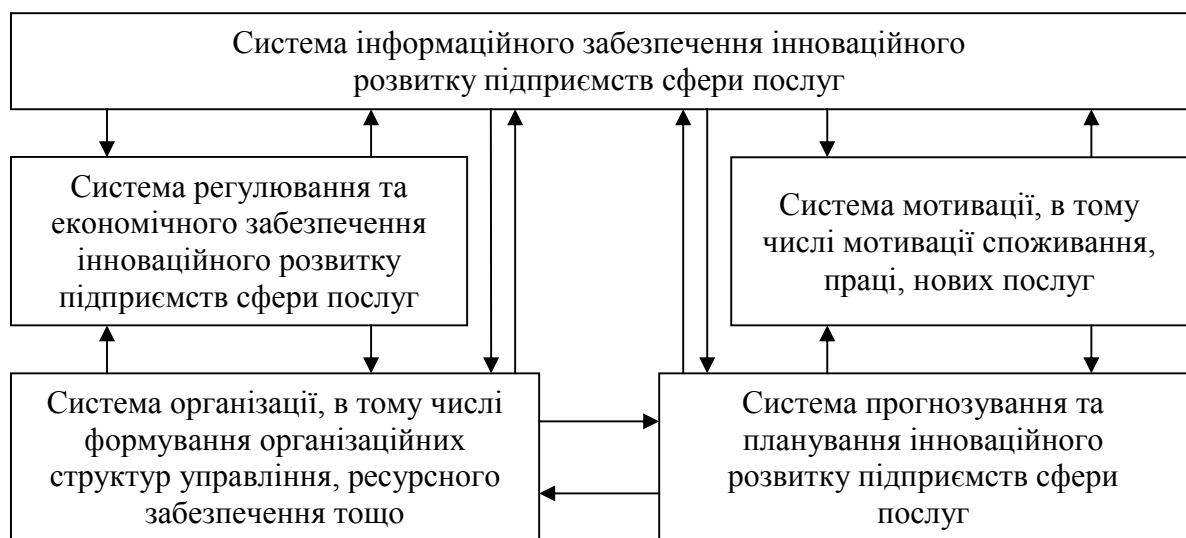 Система інформаційного забезпечення інноваційного
розвитку підприємств сфери послуг
Система регулювання та
економічного забезпечення
інноваційного розвитку
підприємств сфери послуг
Система мотивації, в тому
числі мотивації споживання,
праці, нових послуг
Система організації, в тому числі
формування організаційних
структур управління, ресурсного
забезпечення тощо
Система прогнозування та
планування інноваційного
розвитку підприємств сфери
послуг